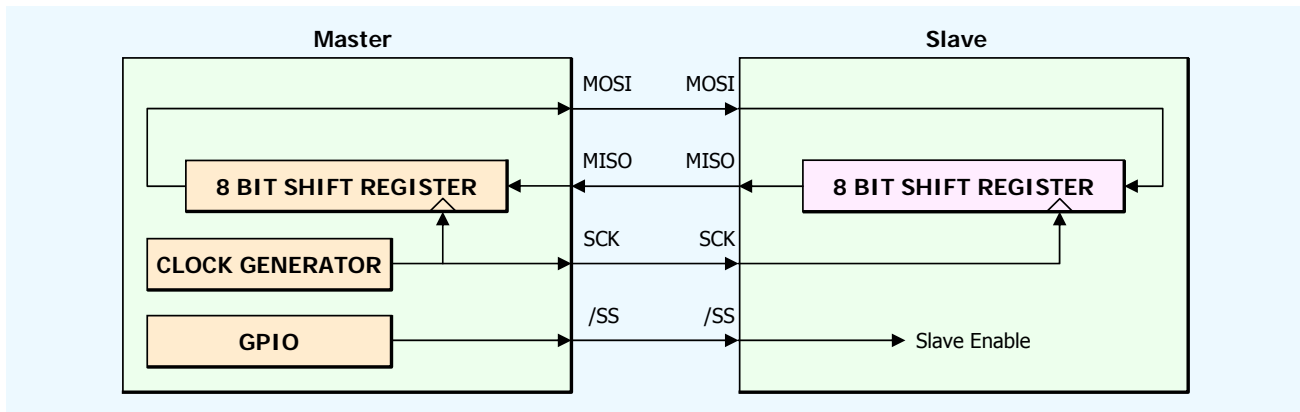 Master
Slave
MOSI
MOSI
MISO
MISO
8 BIT SHIFT REGISTER
8 BIT SHIFT REGISTER
SCK
SCK
CLOCK GENERATOR
/SS
/SS
GPIO
Slave Enable